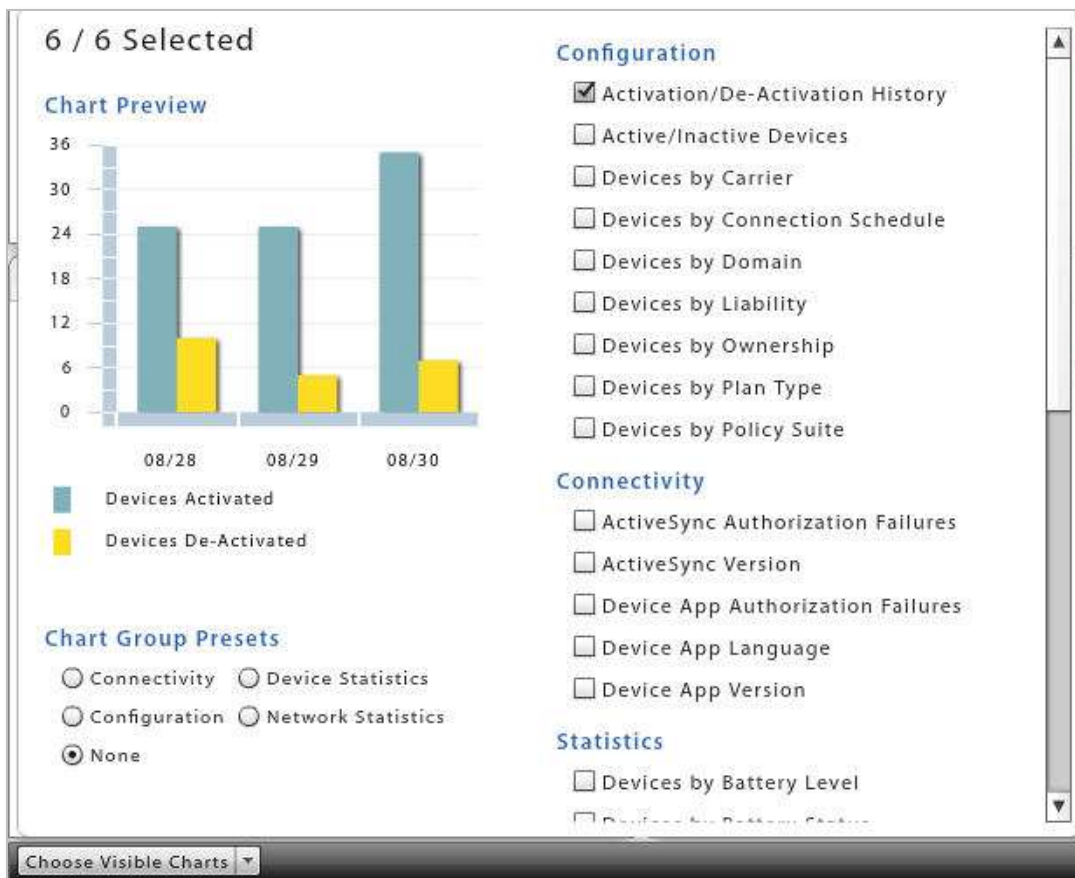 6 / 6 Selected
Chart Preview
36
30
24
18
12
6
0
08/28 08/29 08/30
Devices Activated
Devices De-Activated
Chart Group Presets
Connectivity Device Statistics
Configuration Network Statistics
None
Configuration
Activation/De-Activation History
Active/Inactive Devices
Devices by Carrier
Devices by Connection Schedule
Devices by Domain
Devices by Liability
Devices by Ownership
Devices by Plan Type
Devices by Policy Suite
Connectivity
ActiveSync Authorization Failures
ActiveSync Version
Device App Authorization Failures
Device App Language
Device App Version
Statistics
Devices by Battery Level
Devices by Battery Status
Choose Visible Charts